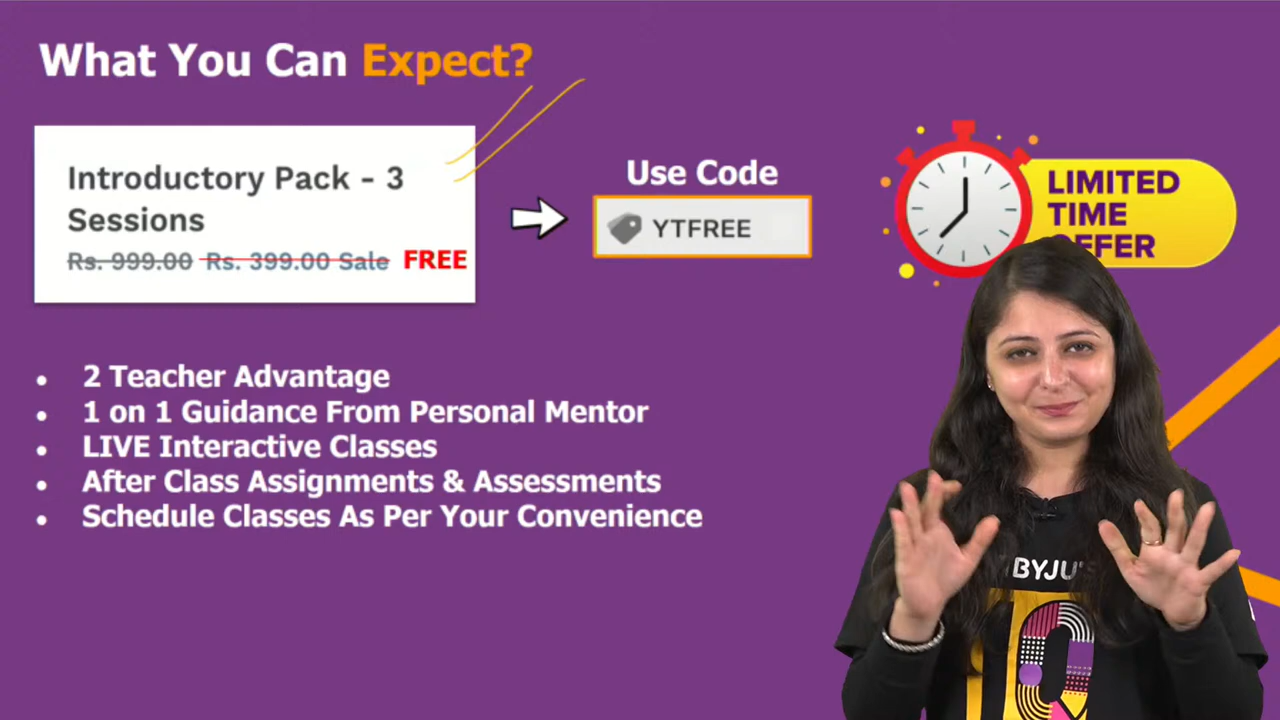 What You Can Expect?
Introductory Pack - 3
Sessions
Rs. 999.00 Rs. 399.00 Sale FREE
Use Code
YTFREE
LIMITED
TIME
OFFER
• 2 Teacher Advantage
• 1 on 1 Guidance From Personal Mentor
• LIVE Interactive Classes
• After Class Assignments & Assessments
• Schedule Classes As Per Your Convenience
BYJU'